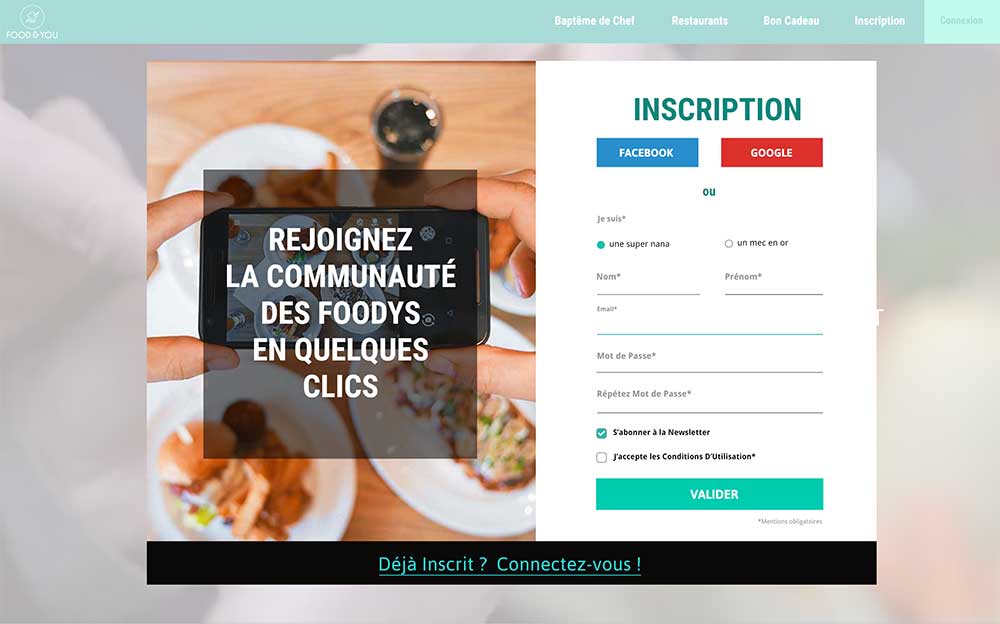 FOOD & YOU
Baptême de Chef
Restaurants
Bon Cadeau
Inscription
Connexion
REJOIGNEZ
LA COMMUNAUTÉ
DES FOODYS
EN QUELQUES
CLICS
INSCRIPTION
FACEBOOK
GOOGLE
ou
Je suis*
une super nana
un mec en or
Nom*
Prénom*
Email*
Mot de Passe*
Répétez Mot de Passe*
S'abonner à la Newsletter
J'accepte les Conditions D'Utilisation*
VALIDER
*Mentions obligatoires
Déjà Inscrit ? Connectez-vous !